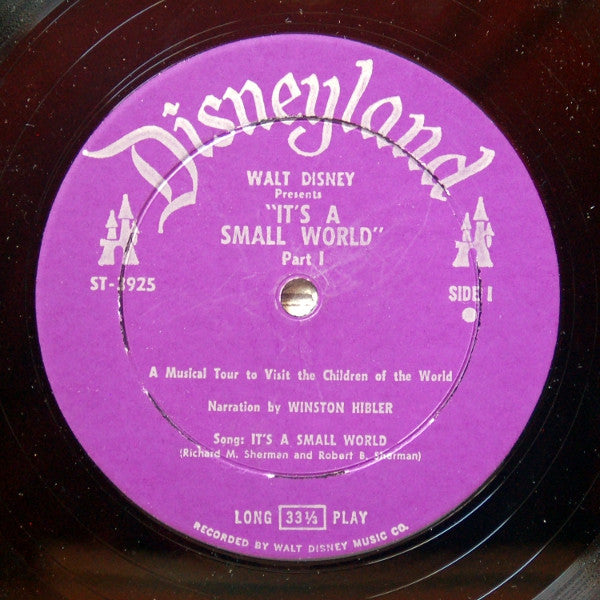 Disneyland
WALT DISNEY
Presents
"IT'S A
SMALL WORLD"
Part I
ST-3925
SIDE I
A Musical Tour to Visit the Children of the World
Narration by WINSTON HIBLER
Song: IT'S A SMALL WORLD
(Richard M. Sherman and Robert B. Sherman)
LONG 33⅓ PLAY
RECORDED BY WALT DISNEY MUSIC CO.